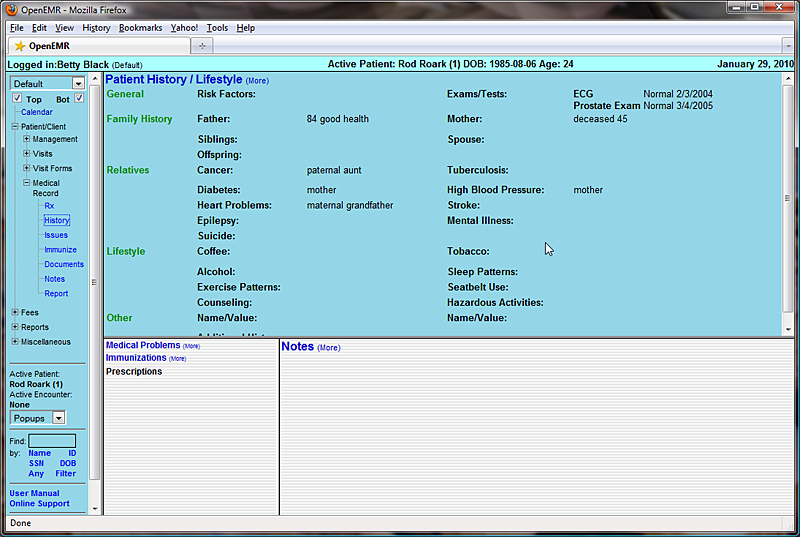 OpenEMR - Mozilla Firefox
File Edit View History Bookmarks Yahoo! Tools Help
OpenEMR
Logged in:Betty Black (Default) Active Patient: Rod Roark (1) DOB: 1985-08-06 Age: 24 January 29, 2010
Default
Top Bot
Calendar
Patient/Client
Management
Visits
Visit Forms
Medical
Record
Rx
History
Issues
Immunize
Documents
Notes
Report
Fees
Reports
Miscellaneous
Active Patient:
Rod Roark (1)
Active Encounter:
None
Popups
Find:
by: Name ID
SSN DOB
Any Filter
User Manual
Online Support
Patient History / Lifestyle (More)
General Risk Factors: Exams/Tests: ECG Normal 2/3/2004
Prostate Exam Normal 3/4/2005
Family History Father: 84 good health Mother: deceased 45
Siblings: Spouse:
Offspring:
Relatives Cancer: paternal aunt Tuberculosis:
Diabetes: mother High Blood Pressure: mother
Heart Problems: maternal grandfather Stroke:
Epilepsy: Mental Illness:
Suicide:
Lifestyle Coffee: Tobacco:
Alcohol: Sleep Patterns:
Exercise Patterns: Seatbelt Use:
Counseling: Hazardous Activities:
Other Name/Value: Name/Value:
Medical Problems (More)
Immunizations (More)
Prescriptions
Notes (More)
Done